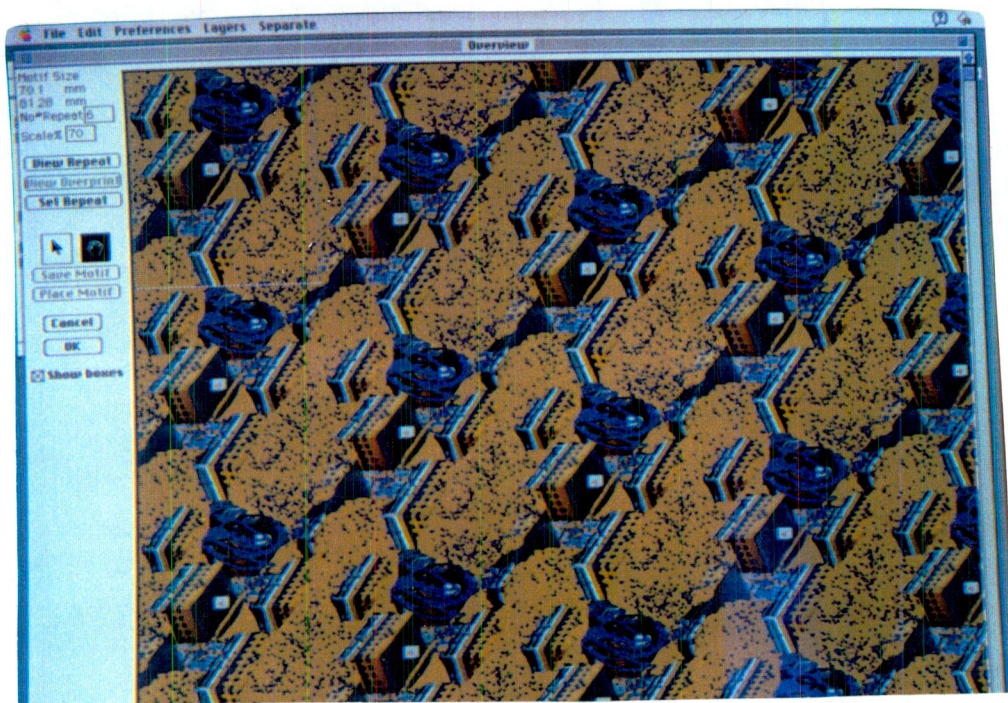 File Edit Preferences Layers Separate
Overview
Motif Size
70.1 mm
81.28 mm
No*Repeat 6
Scale% 70
View Repeat
View Overprint
Set Repeat
Save Motif
Place Motif
Cancel
OK
Show boxes